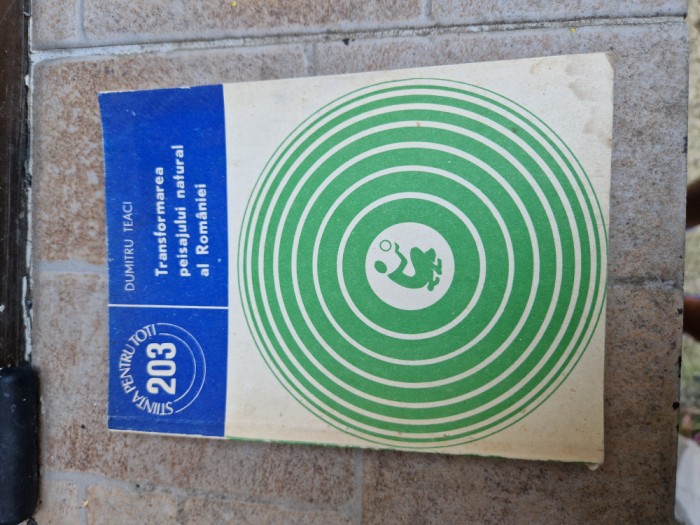 ȘTIINȚA PENTRU TOȚI
203
DUMITRU TEACI
Transformarea
peisajului natural
al României